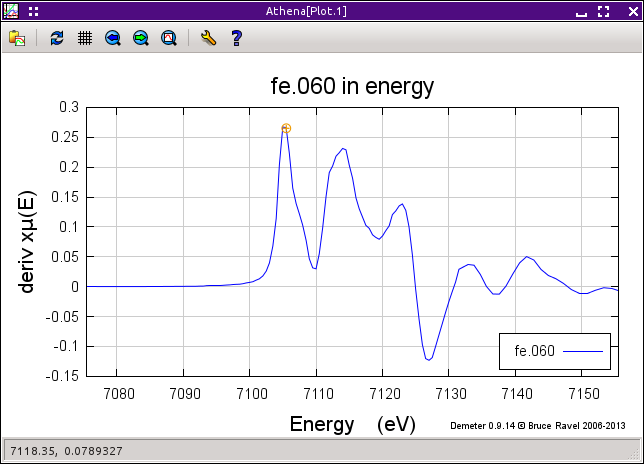 Athena[Plot.1]
fe.060 in energy
0.3
0.25
0.2
0.15
0.1
0.05
0
-0.05
-0.1
-0.15
deriv xμ(E)
fe.060
7080 7090 7100 7110 7120 7130 7140 7150
Energy (eV)
Demeter 0.9.14 © Bruce Ravel 2006-2013
7118.35, 0.0789327